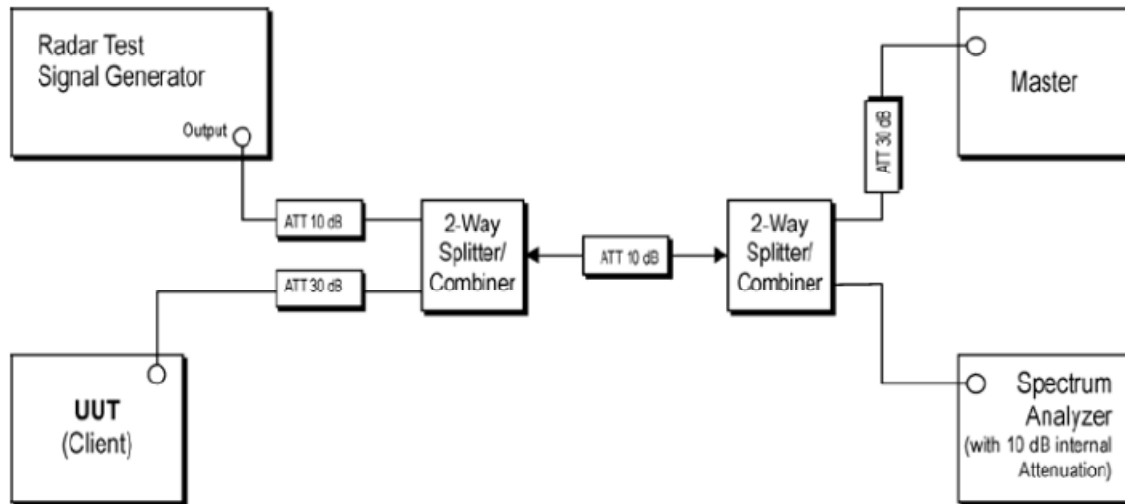 Radar Test
Signal Generator
Output
ATT 10 dB
ATT 30 dB
2-Way
Splitter/
Combiner
ATT 10 dB
2-Way
Splitter/
Combiner
ATT 30 dB
Master
UUT
(Client)
Spectrum
Analyzer
(with 10 dB internal
Attenuation)